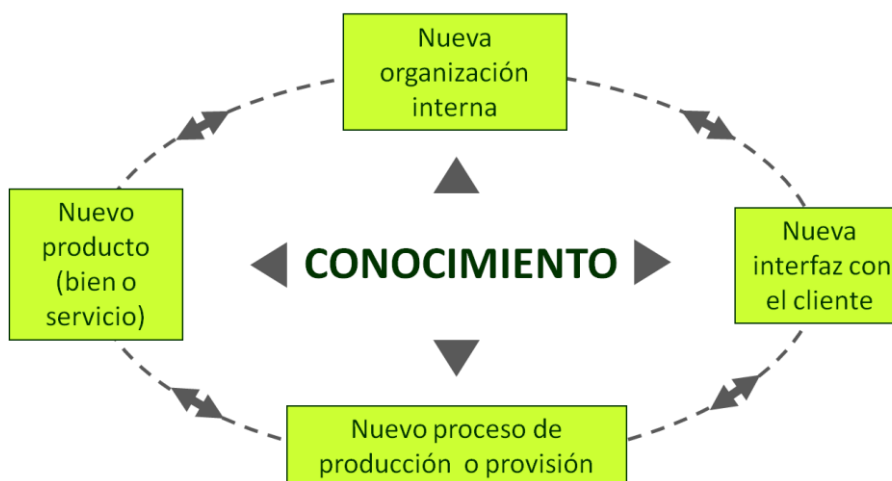 Nueva
organización
interna
Nuevo
producto
(bien o
servicio)
CONOCIMIENTO
Nueva
interfaz con
el cliente
Nuevo proceso de
producción o provisión